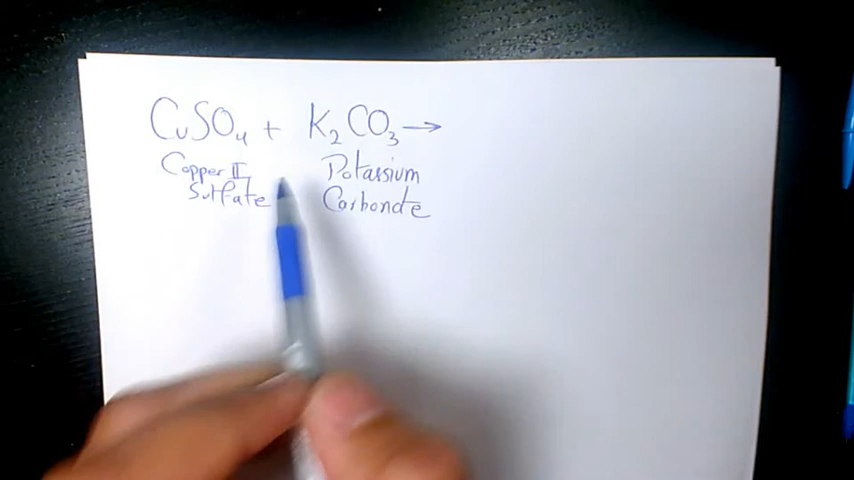 CuSO₄ + K₂CO₃ →
Copper II Potassium
Sulfate Carbonate